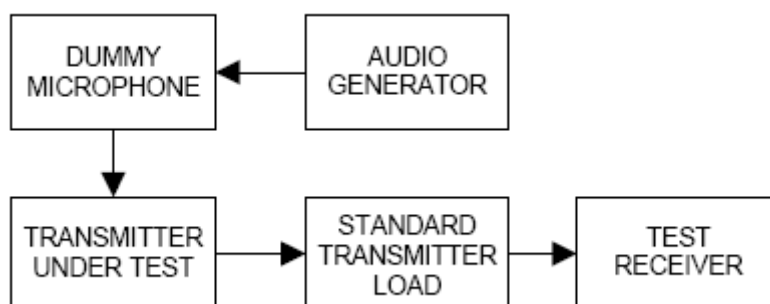 DUMMY
MICROPHONE
AUDIO
GENERATOR
TRANSMITTER
UNDER TEST
STANDARD
TRANSMITTER
LOAD
TEST
RECEIVER